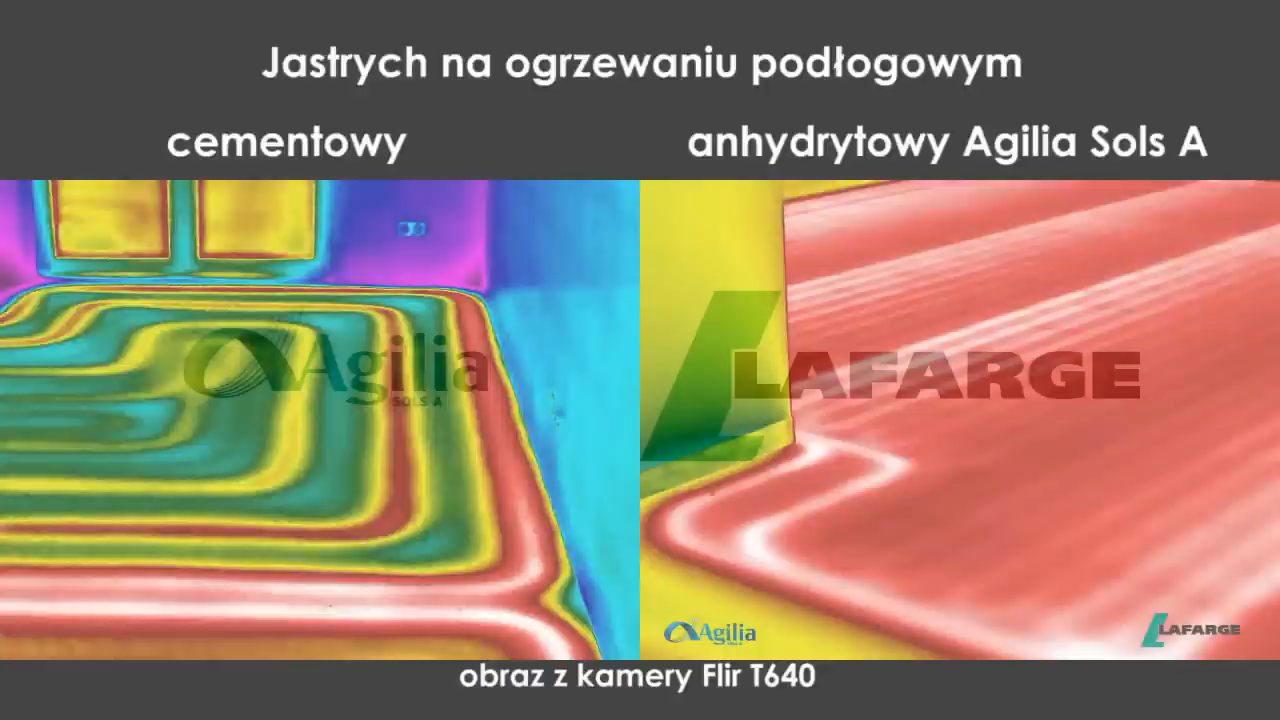 Jastrych na ogrzewaniu podłogowym
cementowy
anhydrytowy Agilia Sols A
Agilia
SOLS A
LAFARGE
Agilia
LAFARGE
obraz z kamery Flir T640